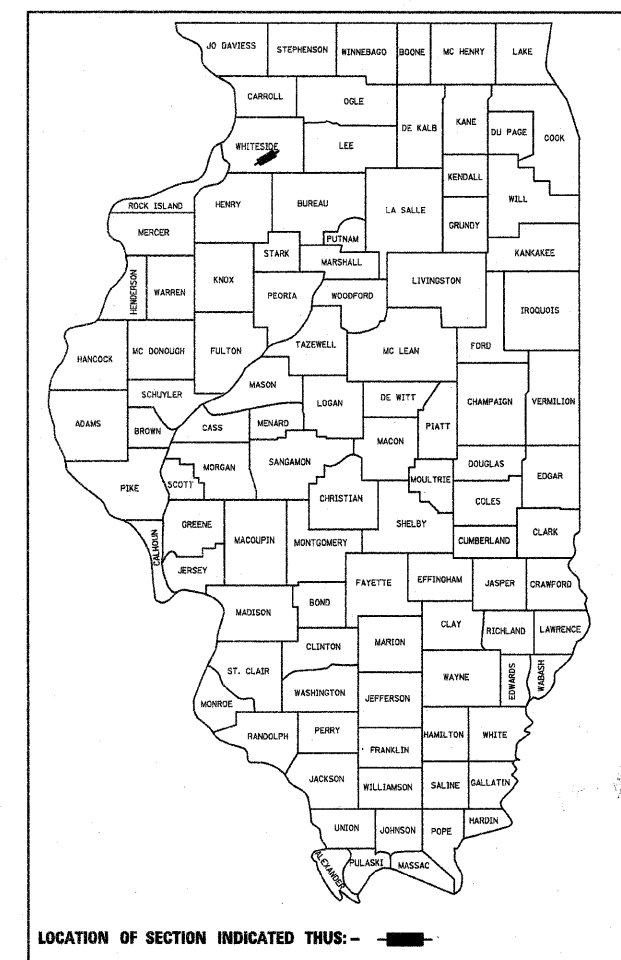 JO DAVIESS STEPHENSON WINNEBAGO BOONE MC HENRY LAKE
CARROLL OGLE DE KALB KANE DU PAGE COOK
WHITESIDE LEE
KENDALL WILL
ROCK ISLAND HENRY BUREAU LA SALLE GRUNDY
MERCER PUTNAM
STARK MARSHALL KANKAKEE
HENDERSON WARREN KNOX PEORIA WOODFORD LIVINGSTON IROQUOIS
HANCOCK MC DONOUGH FULTON TAZEWELL MC LEAN FORD
MASON
SCHUYLER LOGAN DE WITT CHAMPAIGN VERMILION
ADAMS BROWN CASS MENARD MACON PIATT
PIKE SCOTT MORGAN SANGAMON MOULTRIE DOUGLAS EDGAR
CHRISTIAN COLES
CALHOUN GREENE MACOUPIN MONTGOMERY SHELBY CUMBERLAND CLARK
JERSEY FAYETTE EFFINGHAM JASPER CRAWFORD
MADISON BOND
CLINTON MARION CLAY RICHLAND LAWRENCE
ST. CLAIR WAYNE EDWARDS WABASH
MONROE WASHINGTON JEFFERSON
RANDOLPH PERRY FRANKLIN HAMILTON WHITE
JACKSON WILLIAMSON SALINE GALLATIN
UNION JOHNSON POPE HARDIN
ALEXANDER PULASKI MASSAC
LOCATION OF SECTION INDICATED THUS: -